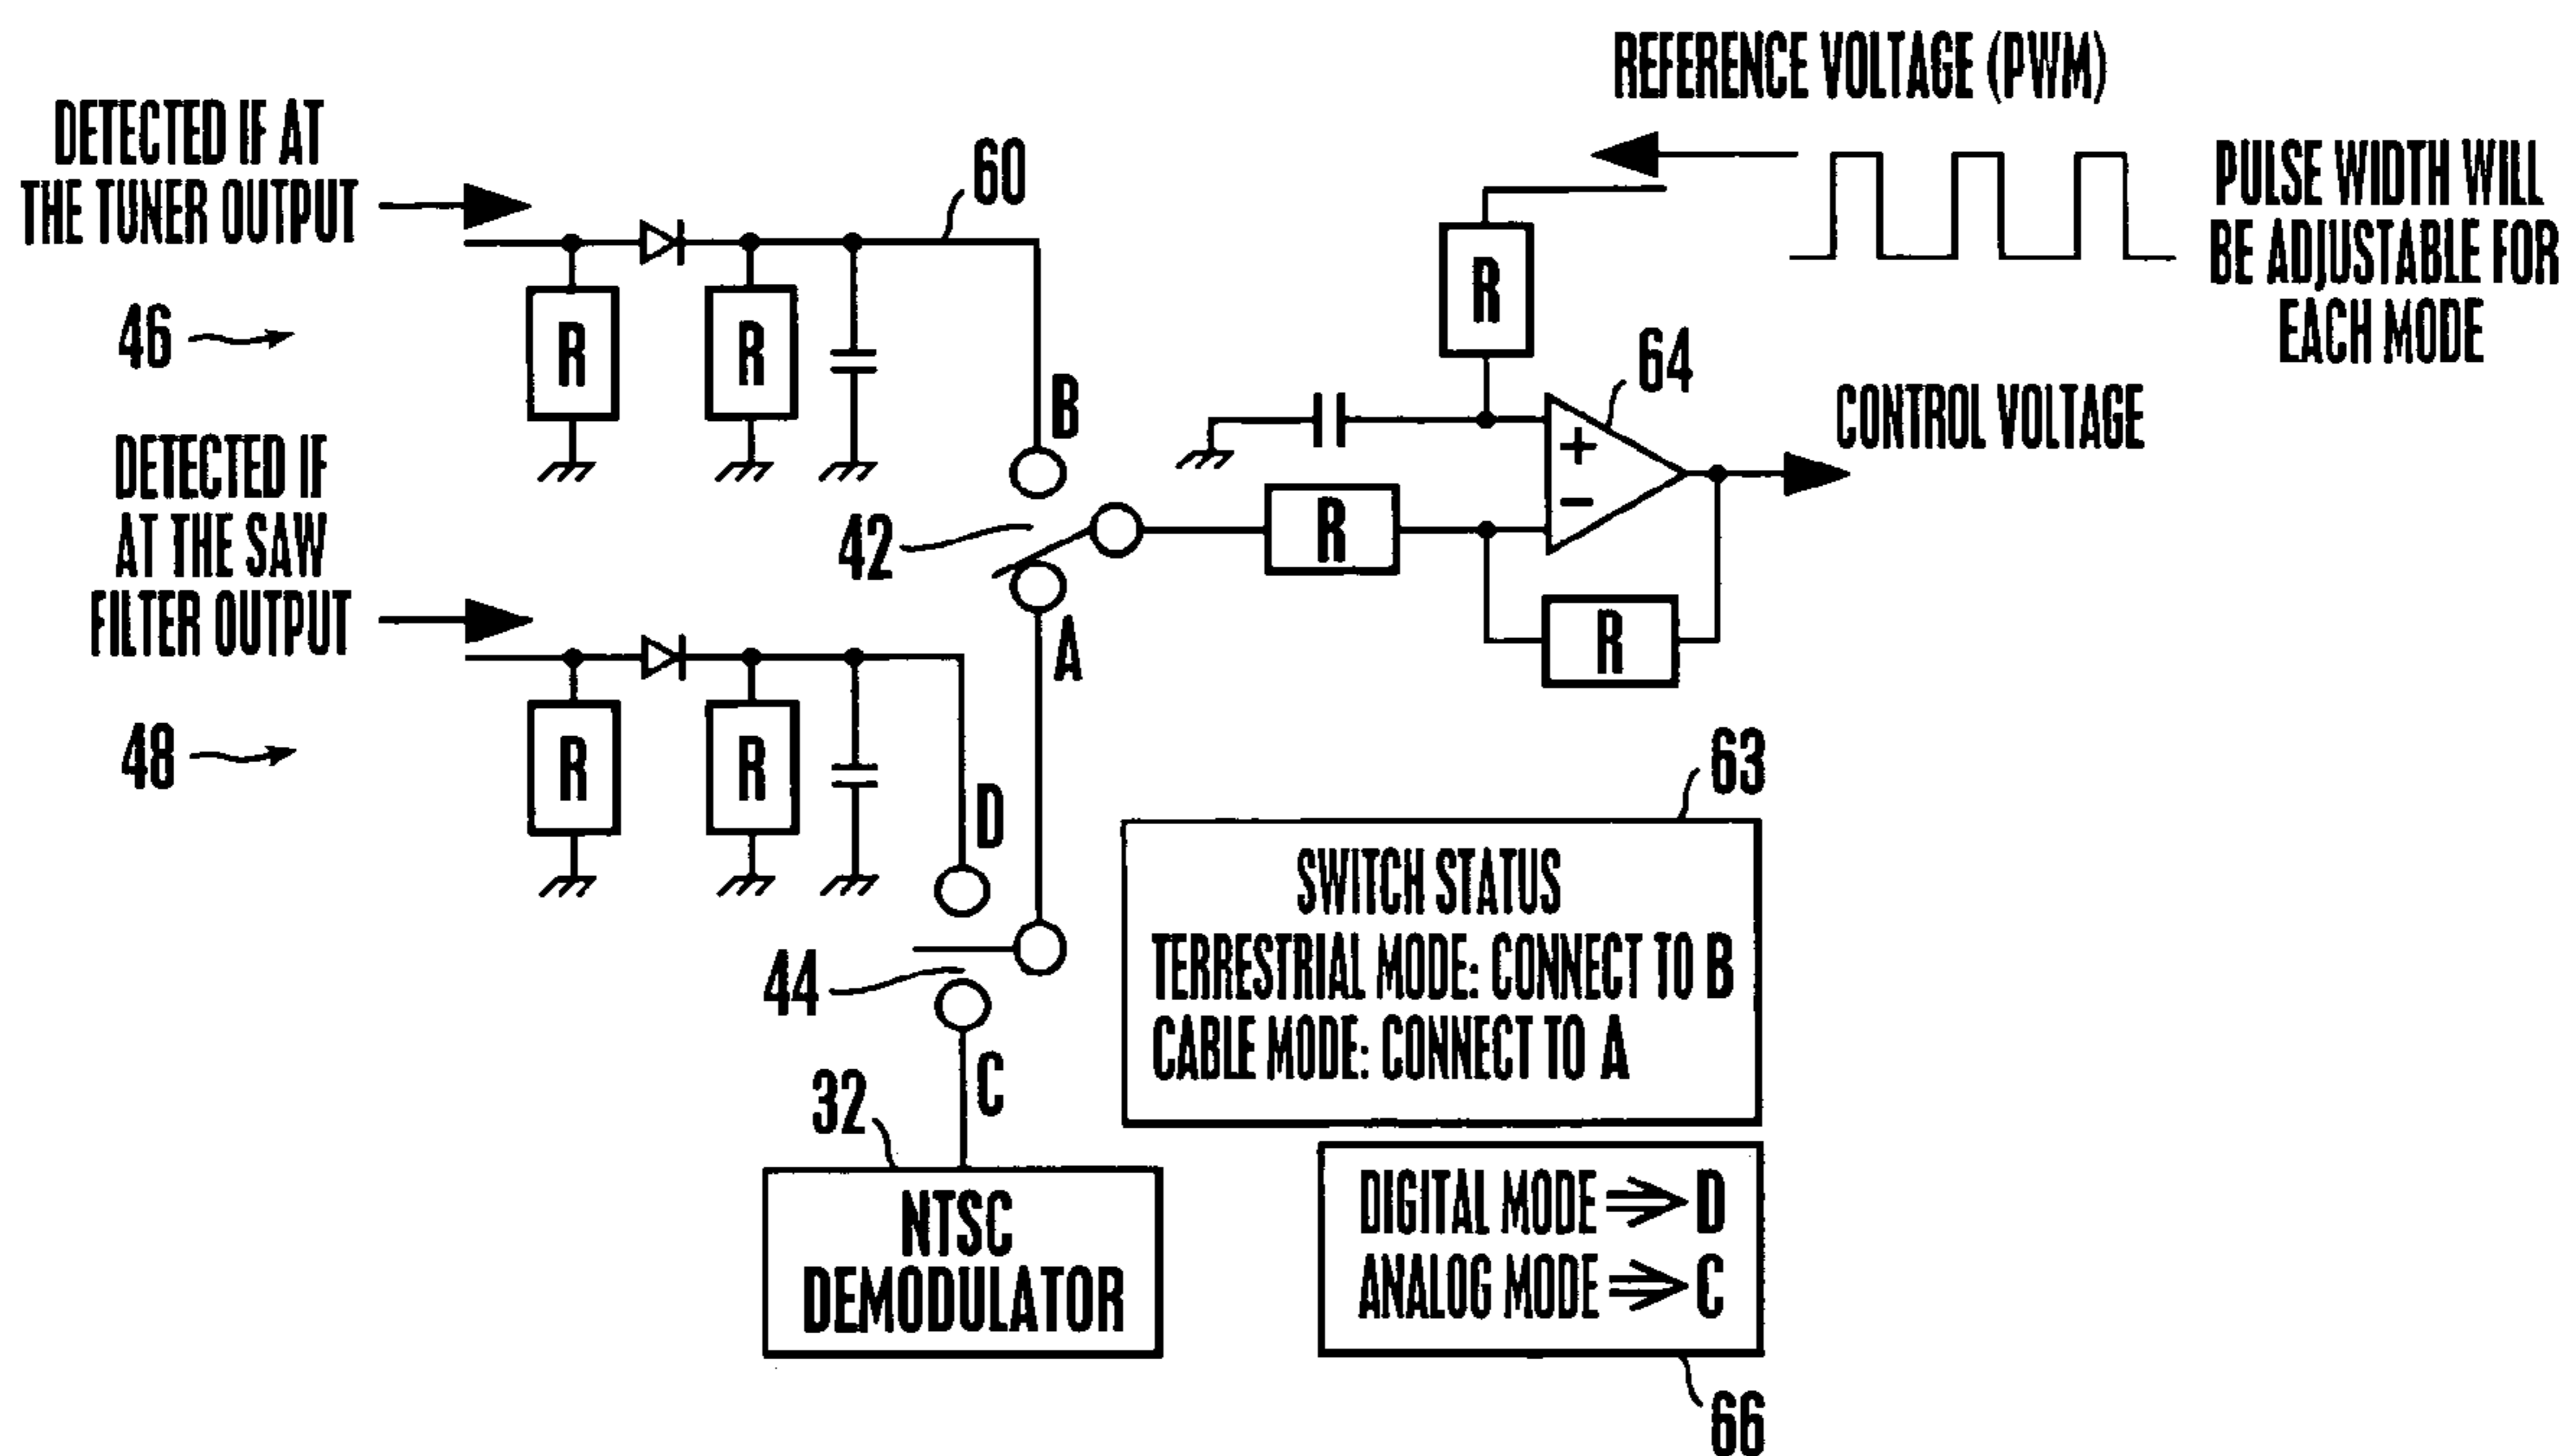 REFERENCE VOLTAGE (PWM)
DETECTED IF AT
THE TUNER OUTPUT
60
PULSE WIDTH WILL
BE ADJUSTABLE FOR
EACH MODE
46
R
R
R
B
64
+
−
CONTROL VOLTAGE
DETECTED IF
AT THE SAW
FILTER OUTPUT
42
R
A
R
48
R
R
D
63
SWITCH STATUS
TERRESTRIAL MODE: CONNECT TO B
CABLE MODE: CONNECT TO A
44
C
32
NTSC
DEMODULATOR
DIGITAL MODE ⇒ D
ANALOG MODE ⇒ C
66